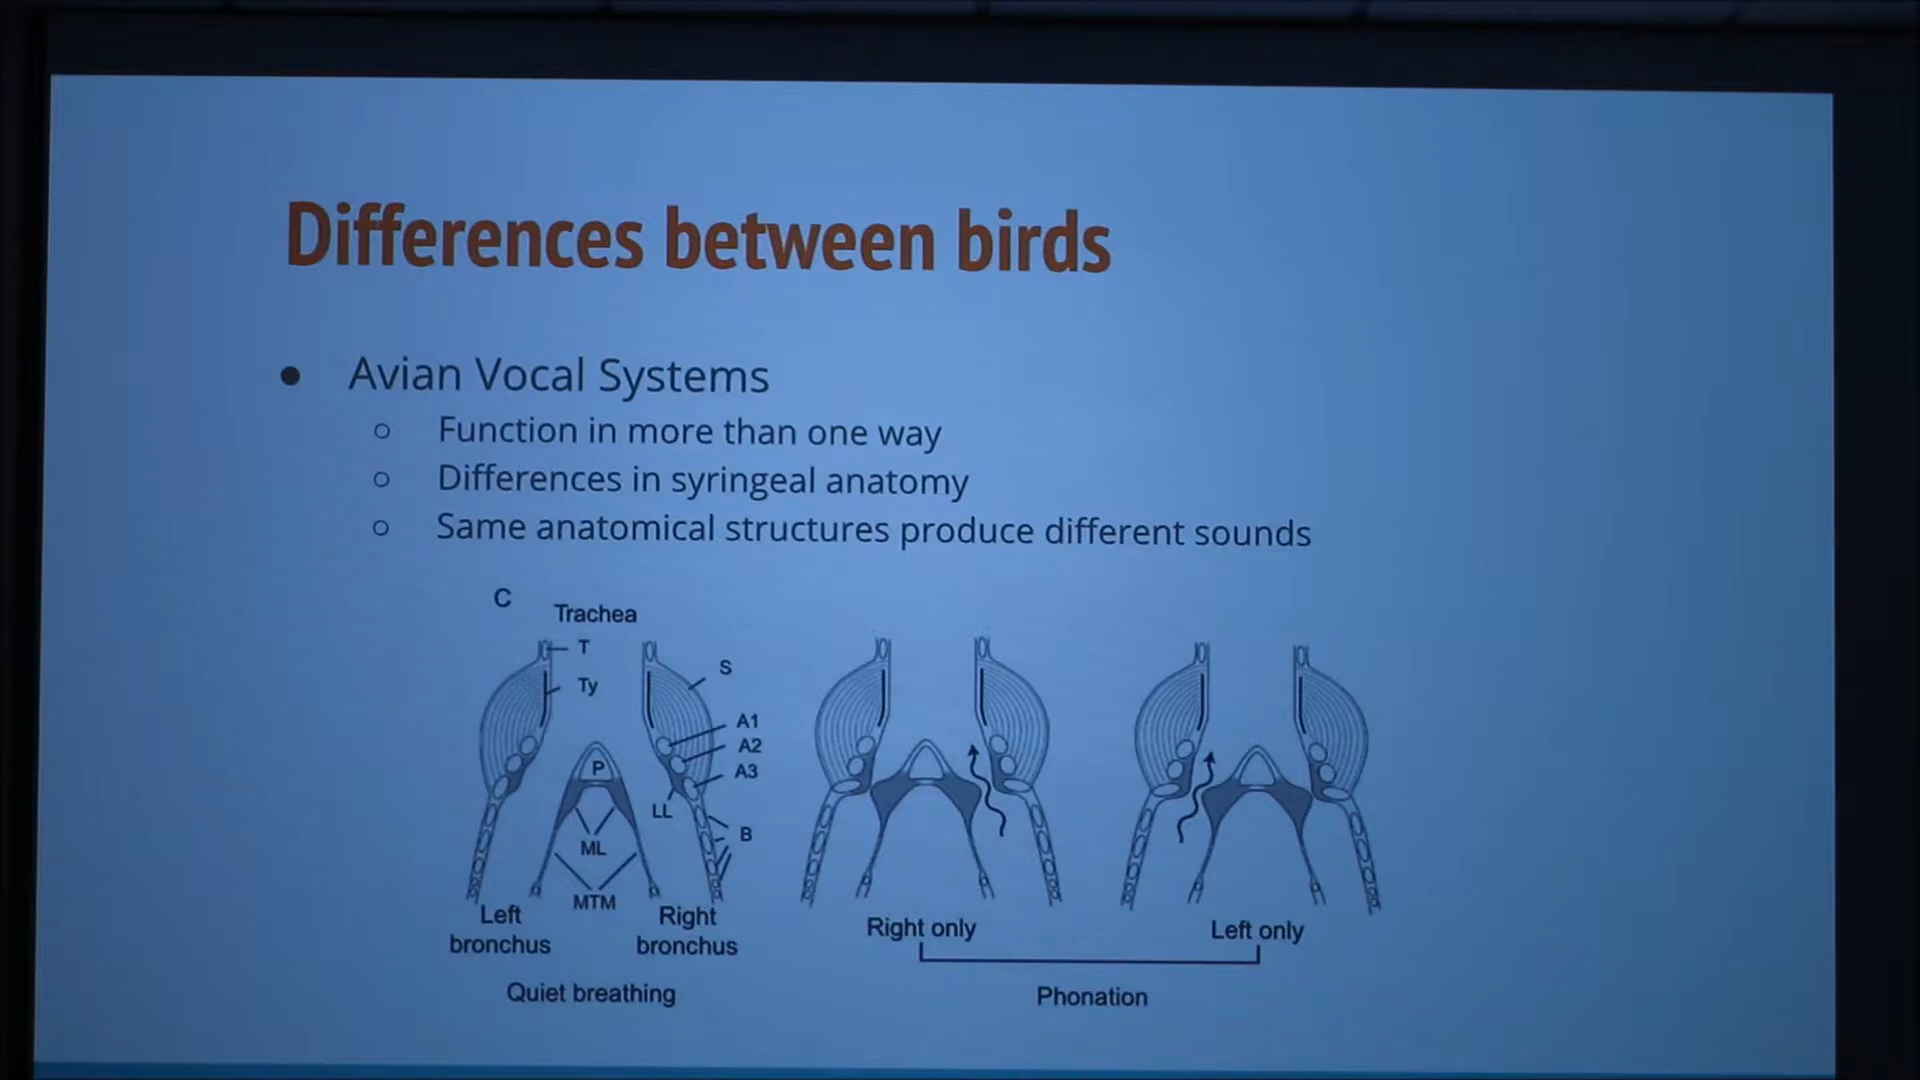 Differences between birds
● Avian Vocal Systems
○ Function in more than one way
○ Differences in syringeal anatomy
○ Same anatomical structures produce different sounds
C
Trachea
T
Ty
S
A1
A2
A3
P
LL
B
ML
MTM
Left
bronchus
Right
bronchus
Quiet breathing
Right only
Left only
Phonation